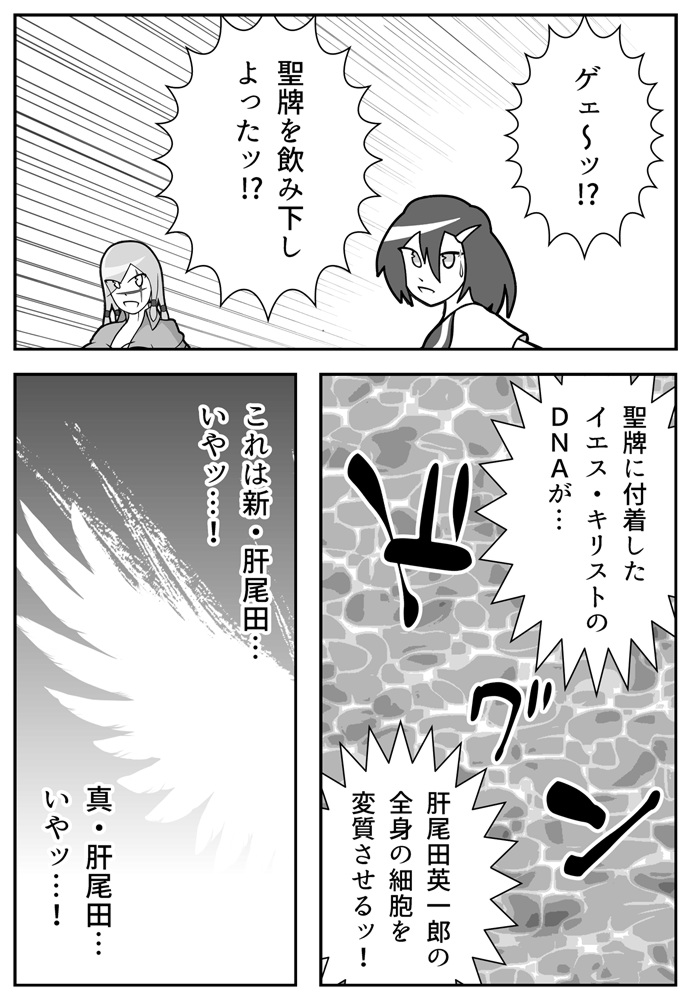 ゲェ～ッ!?
聖牌を飲み下し
よったッ!?
聖牌に付着した
イエス・キリストの
DNAが…
ドグン
肝尾田英一郎の
全身の細胞を
変質させるッ！
これは新・肝尾田…
いやッ…！
真・肝尾田…
いやッ…！